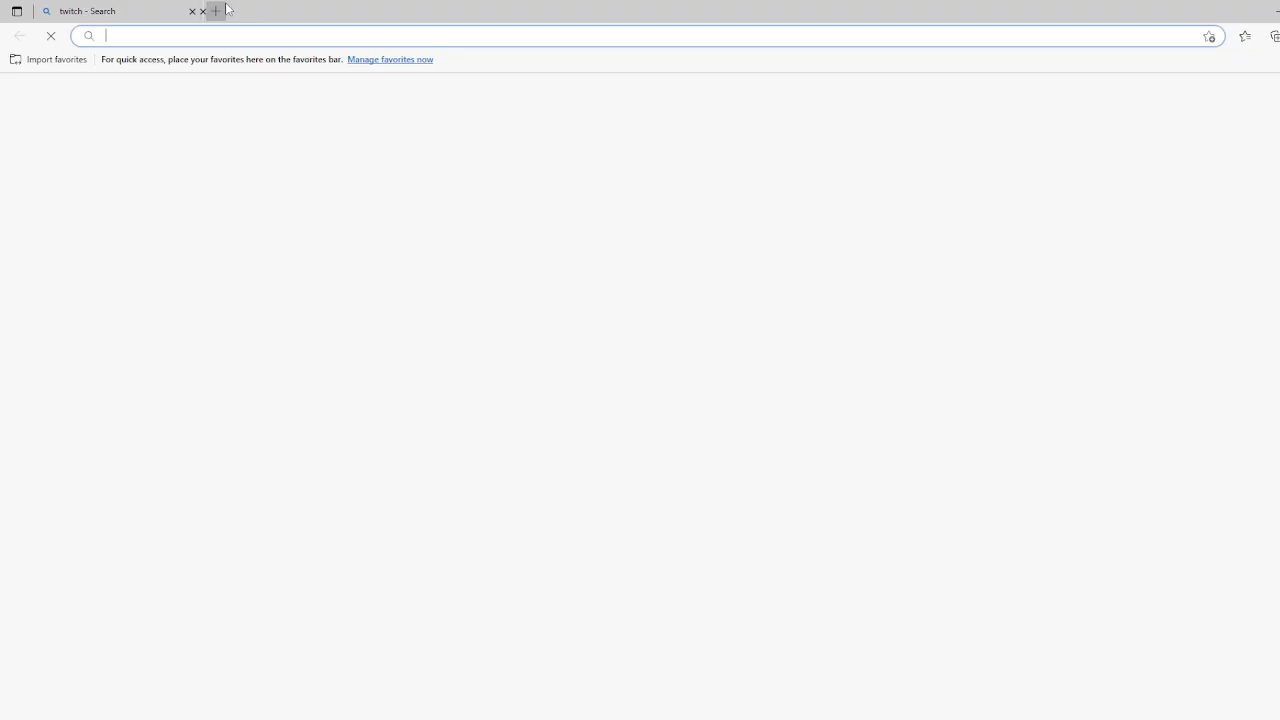 twitch - Search
Import favorites
For quick access, place your favorites here on the favorites bar. Manage favorites now